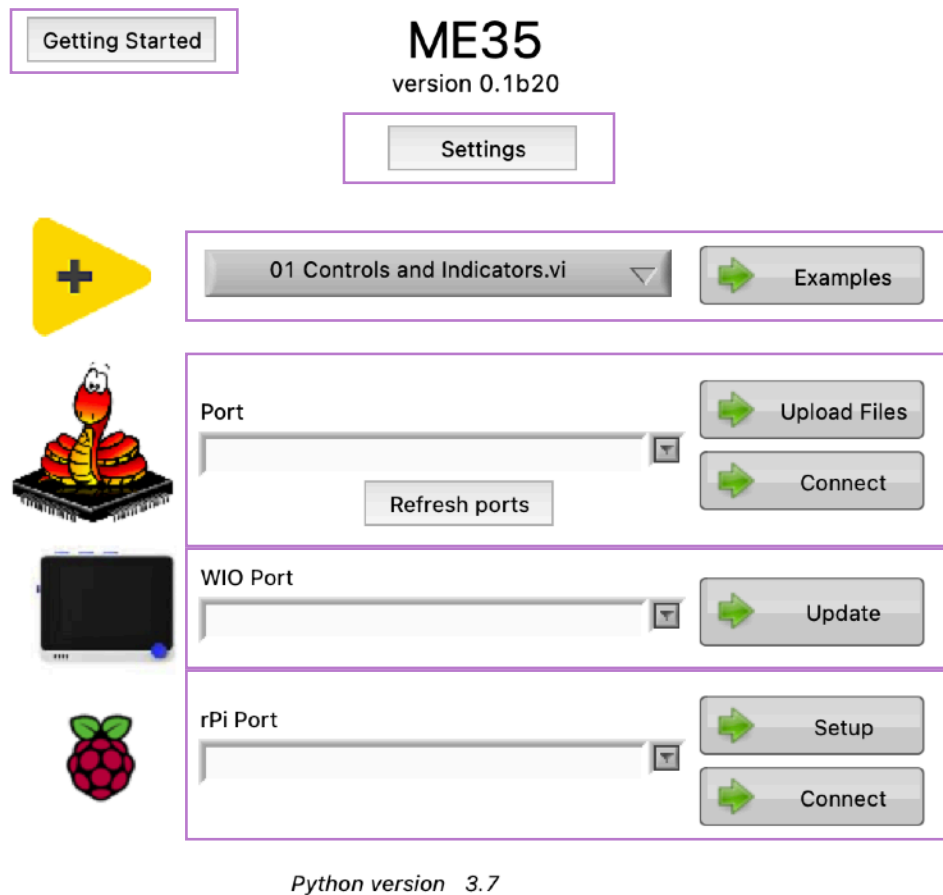 Getting Started
ME35
version 0.1b20
Settings
01 Controls and Indicators.vi
Examples
Port
Upload Files
Connect
Refresh ports
WIO Port
Update
rPi Port
Setup
Connect
Python version 3.7